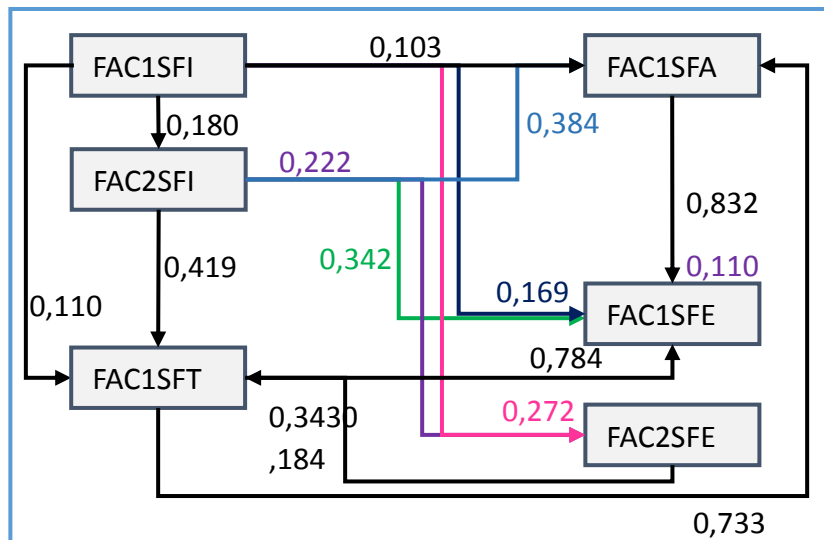 FAC1SFI
0,103
FAC1SFA
0,180
0,384
FAC2SFI
0,222
0,832
0,342
0,419
0,110
0,169
0,110
FAC1SFE
FAC1SFT
0,784
0,3430
,184
0,272
FAC2SFE
0,733